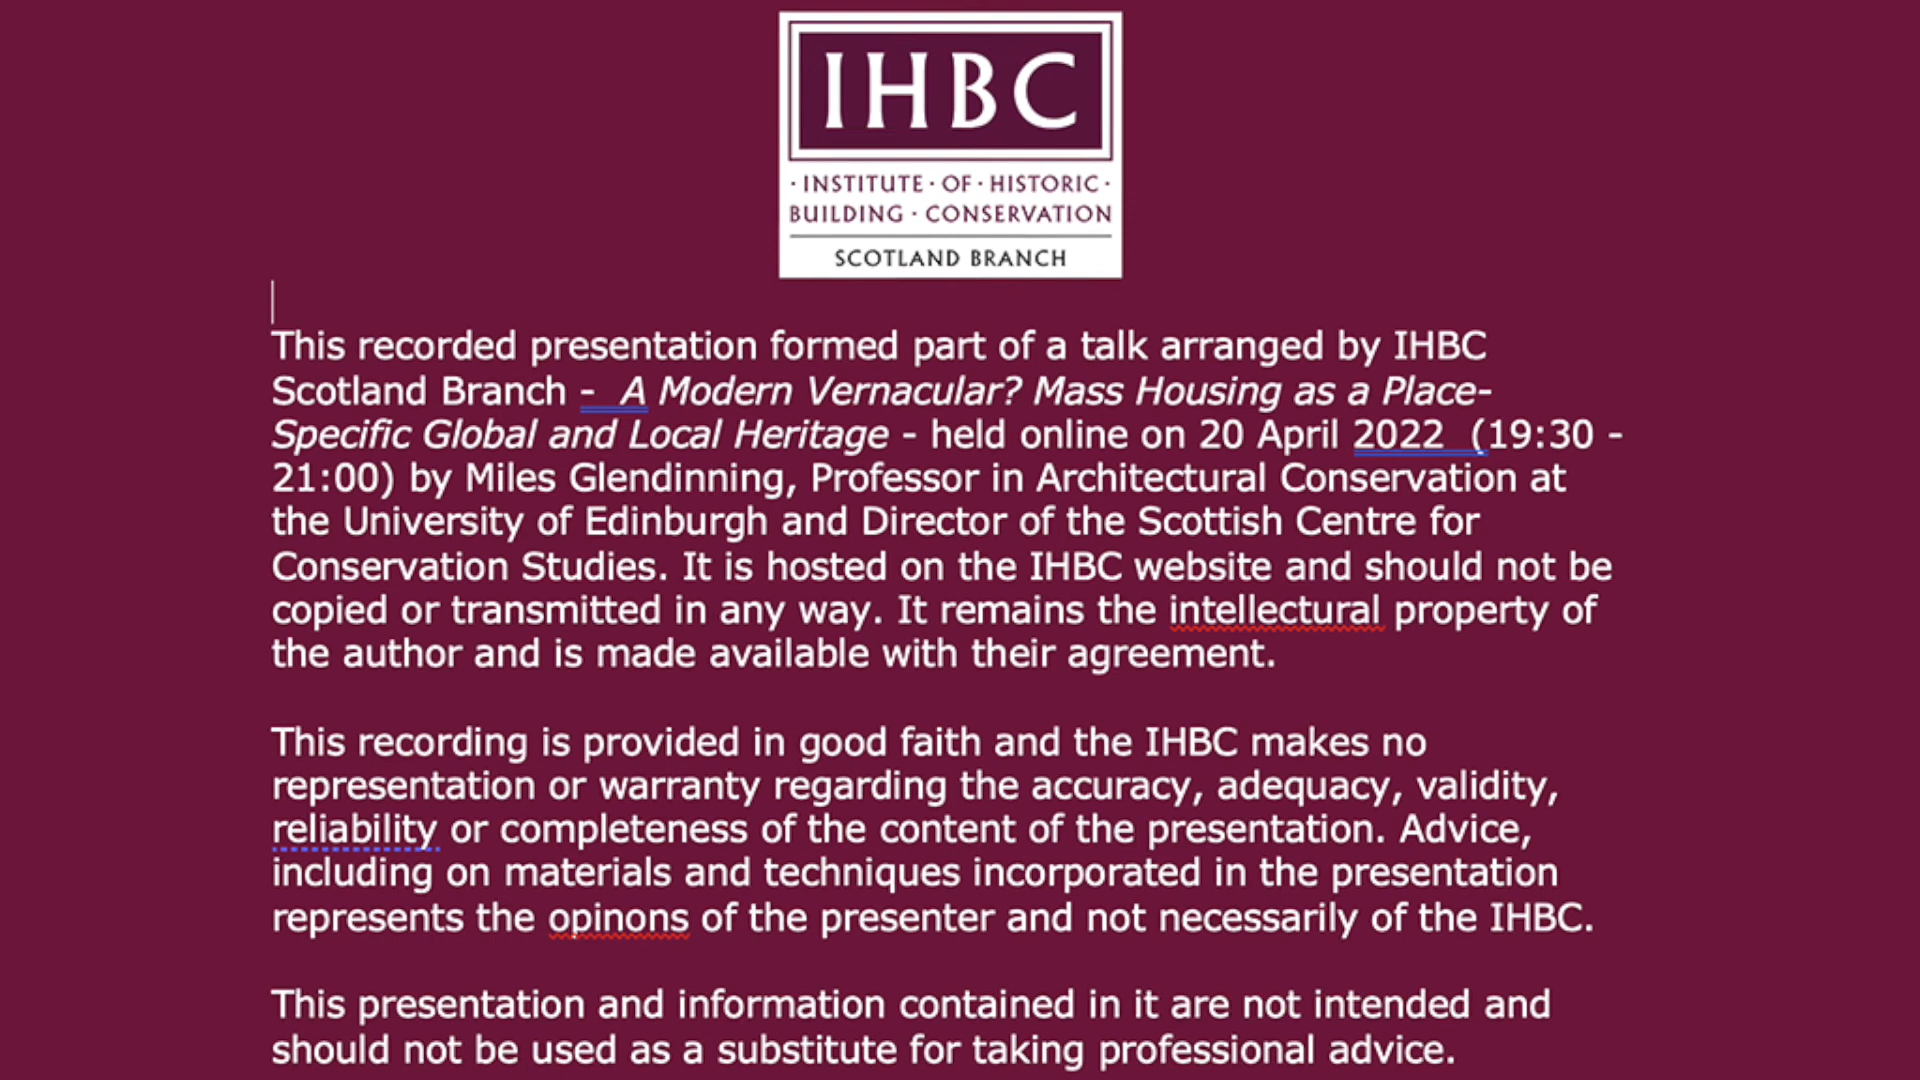 IHBC
· INSTITUTE · OF · HISTORIC ·
BUILDING · CONSERVATION
SCOTLAND BRANCH
This recorded presentation formed part of a talk arranged by IHBC
Scotland Branch -  A Modern Vernacular? Mass Housing as a Place-
Specific Global and Local Heritage - held online on 20 April 2022  (19:30 -
21:00) by Miles Glendinning, Professor in Architectural Conservation at
the University of Edinburgh and Director of the Scottish Centre for
Conservation Studies. It is hosted on the IHBC website and should not be
copied or transmitted in any way. It remains the intellectural property of
the author and is made available with their agreement.
This recording is provided in good faith and the IHBC makes no
representation or warranty regarding the accuracy, adequacy, validity,
reliability or completeness of the content of the presentation. Advice,
including on materials and techniques incorporated in the presentation
represents the opinons of the presenter and not necessarily of the IHBC.
This presentation and information contained in it are not intended and
should not be used as a substitute for taking professional advice.